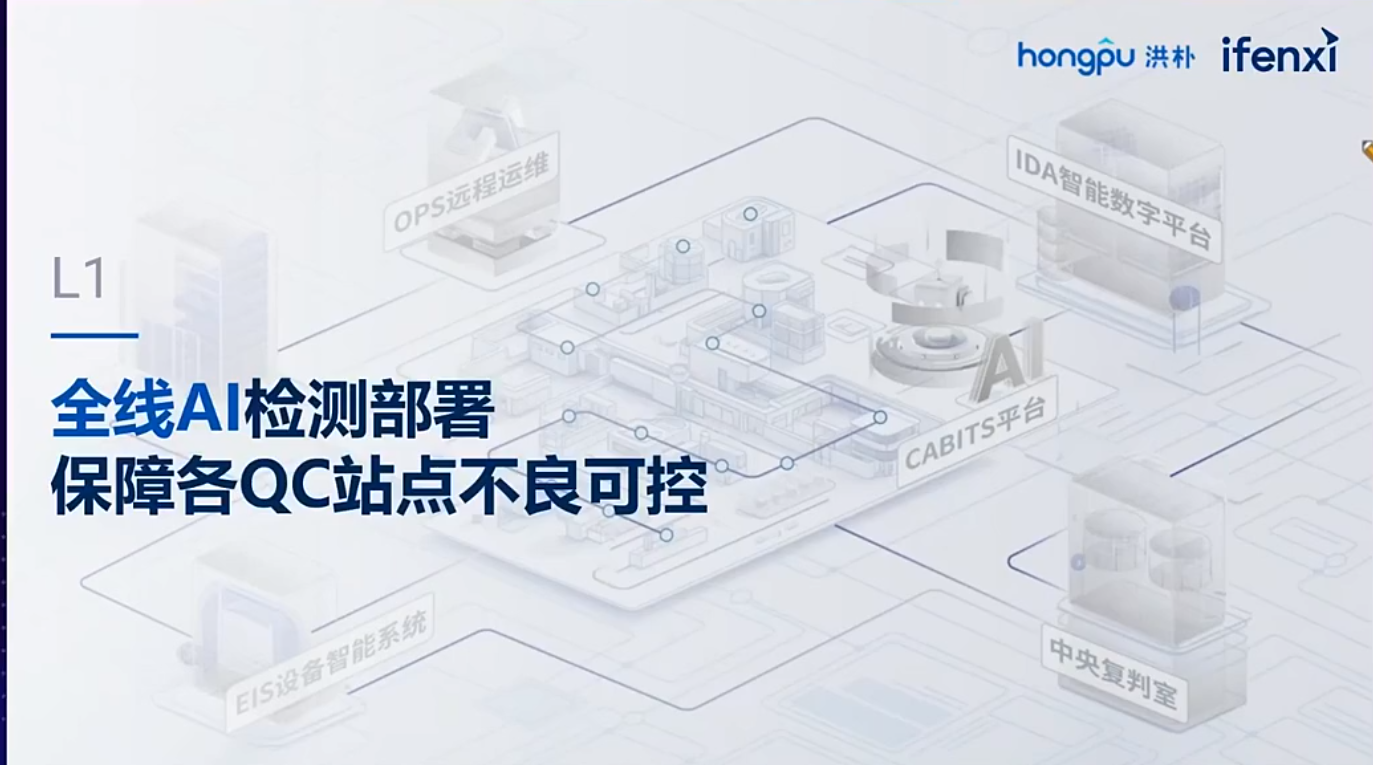 hongpu 洪朴 ifenxi
OPS远程运维
IDA智能数字平台
L1
全线AI检测部署
保障各QC站点不良可控
AI
CABITS平台
EIS设备智能系统
中央复判室